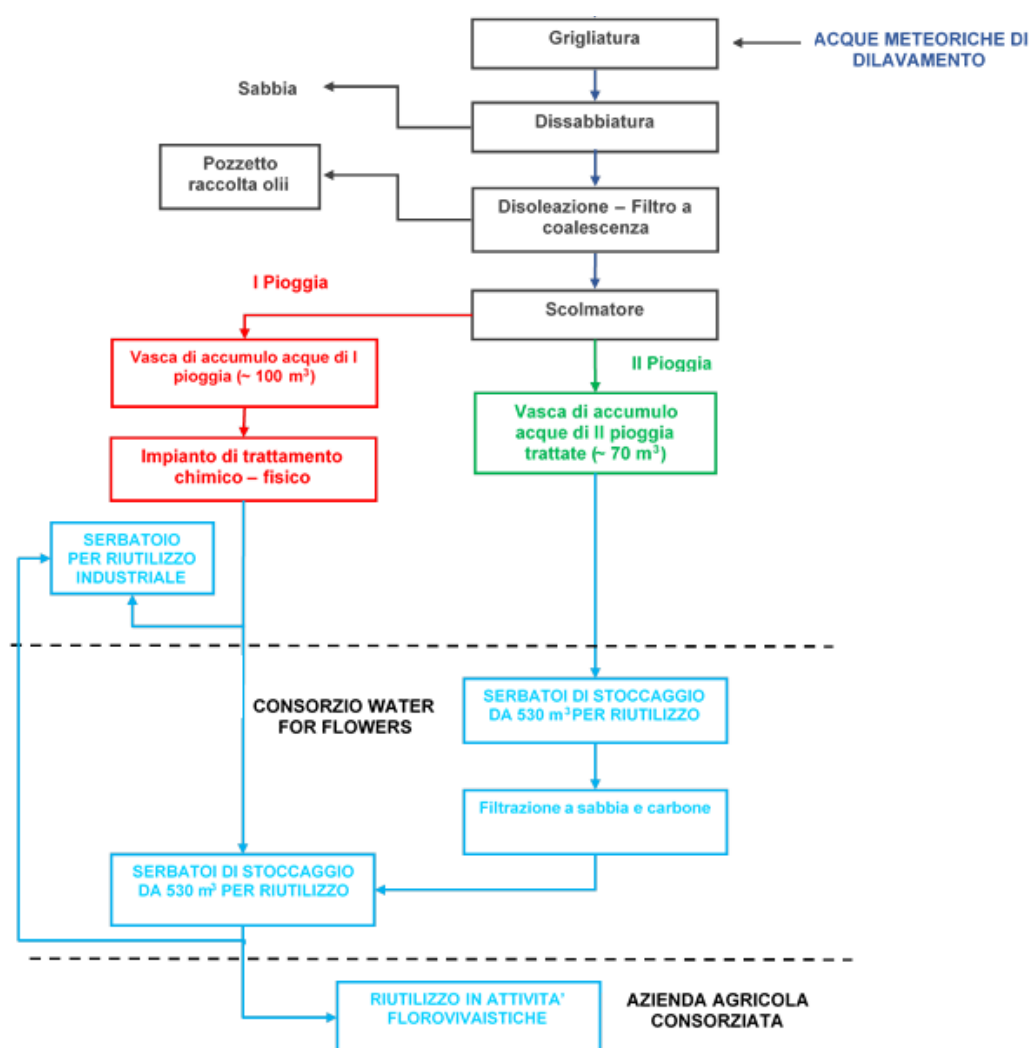 Grigliatura
ACQUE METEORICHE DI
DILAVAMENTO
Sabbia
Dissabbiatura
Pozzetto
raccolta olii
Disoleazione – Filtro a
coalescenza
I Pioggia
Scolmatore
Vasca di accumulo acque di I
pioggia (~ 100 m³)
II Pioggia
Vasca di accumulo
acque di II pioggia
trattate (~ 70 m³)
Impianto di trattamento
chimico – fisico
SERBATOIO
PER RIUTILIZZO
INDUSTRIALE
CONSORZIO WATER
FOR FLOWERS
SERBATOI DI STOCCAGGIO
DA 530 m³ PER RIUTILIZZO
Filtrazione a sabbia e carbone
SERBATOI DI STOCCAGGIO
DA 530 m³ PER RIUTILIZZO
RIUTILIZZO IN ATTIVITA'
FLOROVIVAISTICHE
AZIENDA AGRICOLA
CONSORZIATA